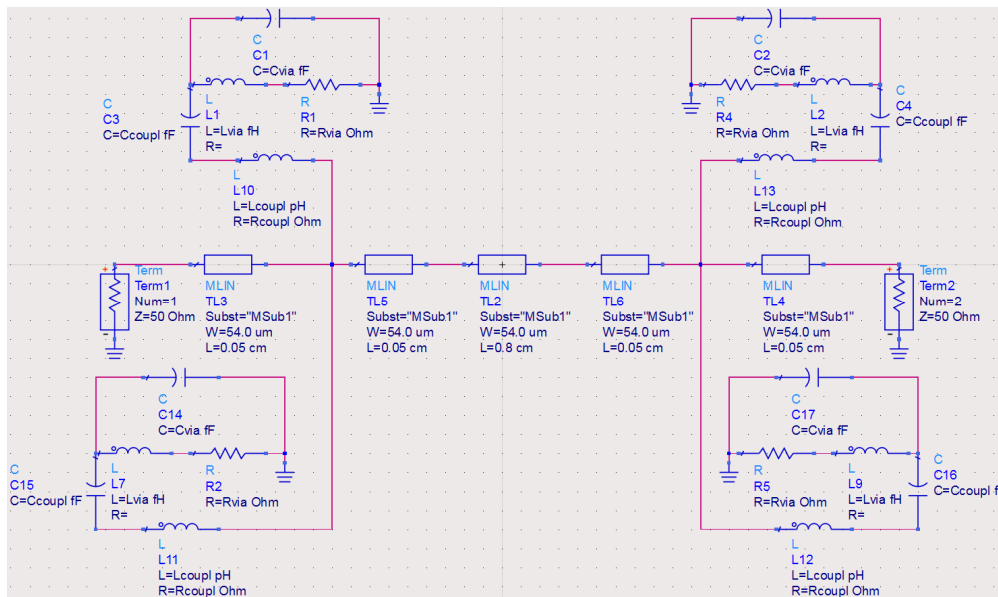 C
C1
C=Cvia fF
C
C2
C=Cvia fF
C
C3
C=Ccoupl fF
L
L1
L=Lvia fH
R=
R
R1
R=Rvia Ohm
R
R4
R=Rvia Ohm
L
L2
L=Lvia fH
R=
C
C4
C=Ccoupl fF
L
L10
L=Lcoupl pH
R=Rcoupl Ohm
L
L13
L=Lcoupl pH
R=Rcoupl Ohm
+
-
Term
Term1
Num=1
Z=50 Ohm
MLIN
TL3
Subst="MSub1"
W=54.0 um
L=0.05 cm
MLIN
TL5
Subst="MSub1"
W=54.0 um
L=0.05 cm
MLIN
TL2
Subst="MSub1"
W=54.0 um
L=0.8 cm
MLIN
TL6
Subst="MSub1"
W=54.0 um
L=0.05 cm
MLIN
TL4
Subst="MSub1"
W=54.0 um
L=0.05 cm
+
-
Term
Term2
Num=2
Z=50 Ohm
C
C14
C=Cvia fF
C
C17
C=Cvia fF
C
C15
C=Ccoupl fF
L
L7
L=Lvia fH
R=
R
R2
R=Rvia Ohm
R
R5
R=Rvia Ohm
L
L9
L=Lvia fH
R=
C
C16
C=Ccoupl f
L
L11
L=Lcoupl pH
R=Rcoupl Ohm
L
L12
L=Lcoupl pH
R=Rcoupl Ohm